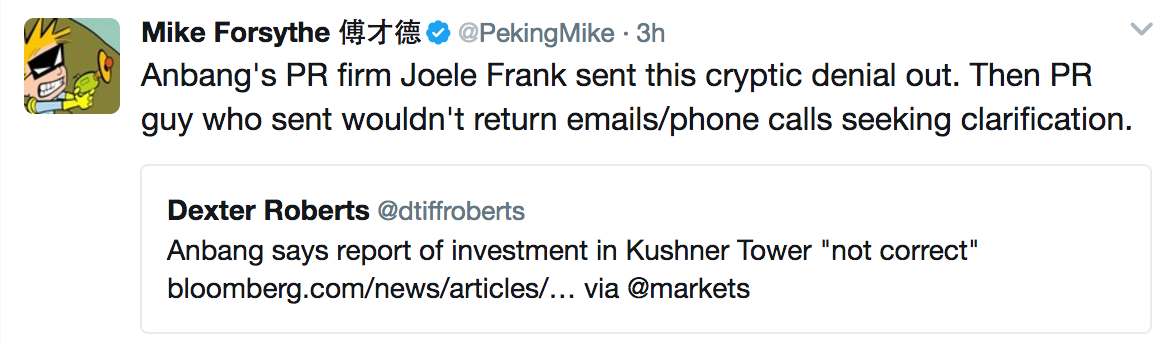 Mike Forsythe 傅才德 @PekingMike · 3h
Anbang's PR firm Joele Frank sent this cryptic denial out. Then PR
guy who sent wouldn't return emails/phone calls seeking clarification.
Dexter Roberts @dtiffroberts
Anbang says report of investment in Kushner Tower "not correct"
bloomberg.com/news/articles/… via @markets